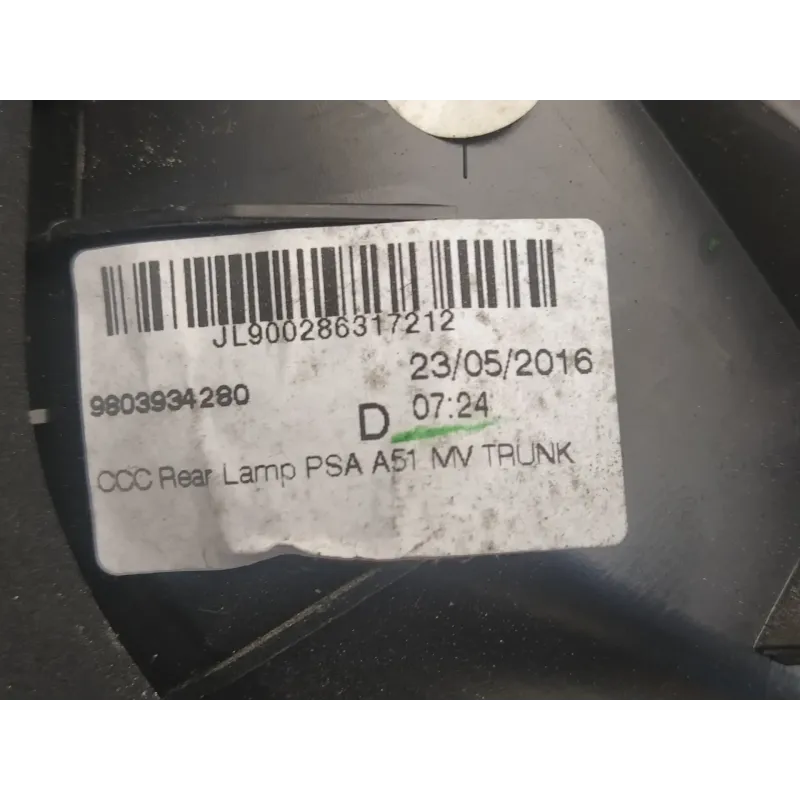 JL900286317212
23/05/2016
9803934280
D 07:24
CCC Rear Lamp PSA A51 MV TRUNK